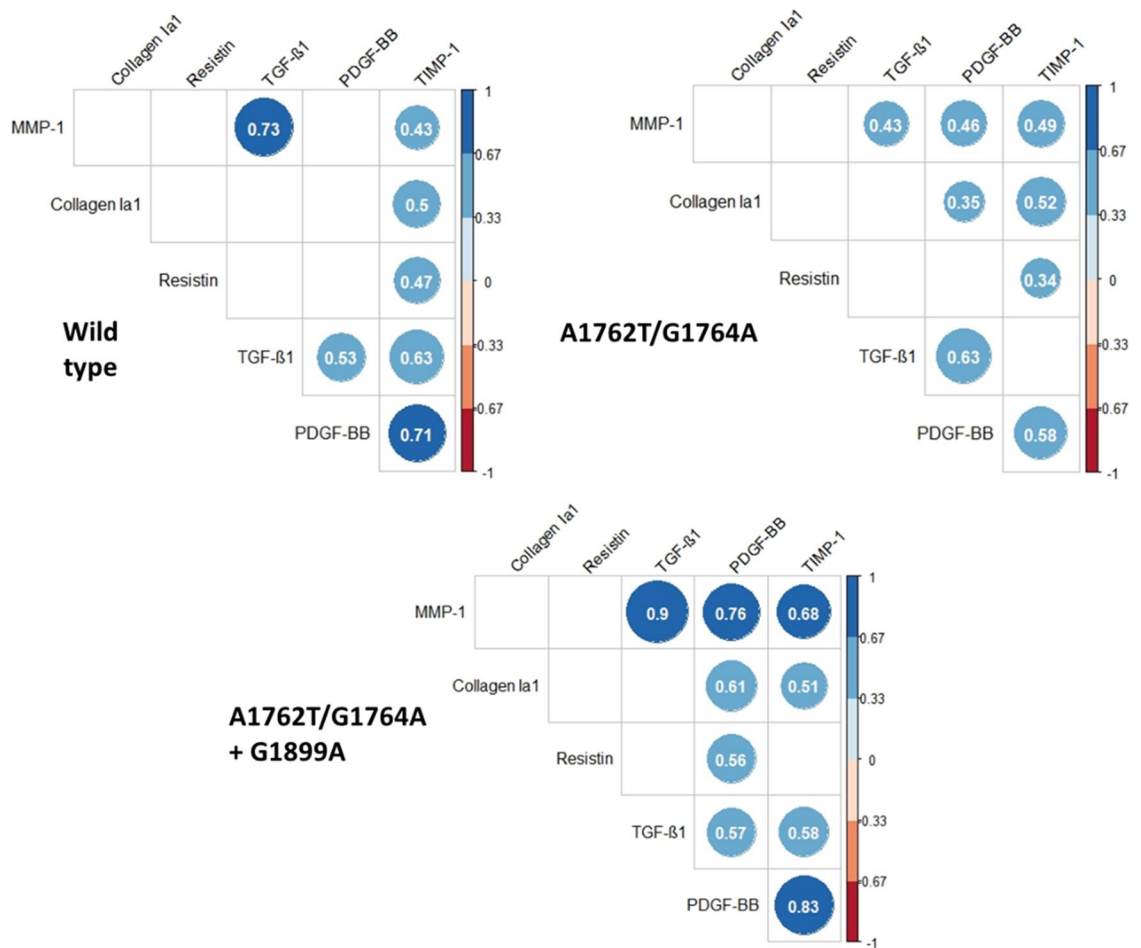 Collagen Ia1
Resistin
TGF-ß1
PDGF-BB
TIMP-1
MMP-1
0.73
0.43
Collagen Ia1
0.5
Resistin
0.47
TGF-ß1
0.53
0.63
PDGF-BB
0.71
1
0.67
0.33
0
-0.33
-0.67
-1
Wild
type
Collagen Ia1
Resistin
TGF-ß1
PDGF-BB
TIMP-1
MMP-1
0.43
0.46
0.49
Collagen Ia1
0.35
0.52
Resistin
0.34
TGF-ß1
0.63
PDGF-BB
0.58
1
0.67
0.33
0
-0.33
-0.67
-1
A1762T/G1764A
Collagen Ia1
Resistin
TGF-ß1
PDGF-BB
TIMP-1
MMP-1
0.9
0.76
0.68
Collagen Ia1
0.61
0.51
Resistin
0.56
TGF-ß1
0.57
0.58
PDGF-BB
0.83
1
0.67
0.33
0
-0.33
-0.67
-1
A1762T/G1764A
+ G1899A